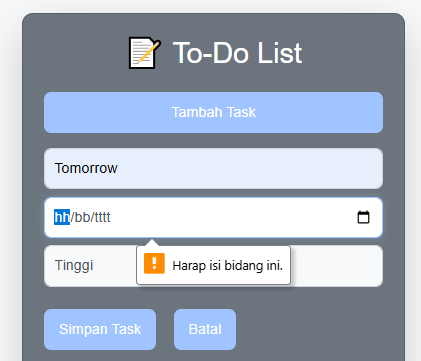 To-Do List
Tambah Task
Tomorrow
hh/bb/tttt
Harap isi bidang ini.
Tinggi
Simpan Task
Batal